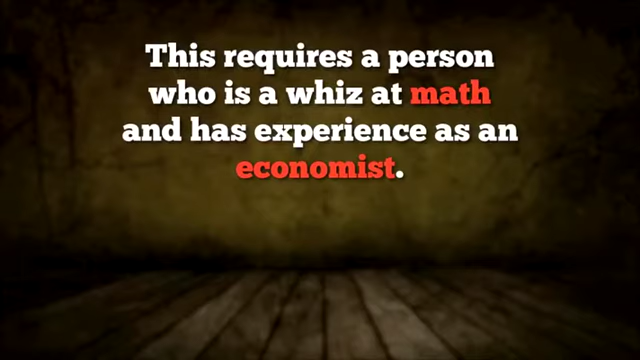 This requires a person
who is a whiz at math
and has experience as an
economist.